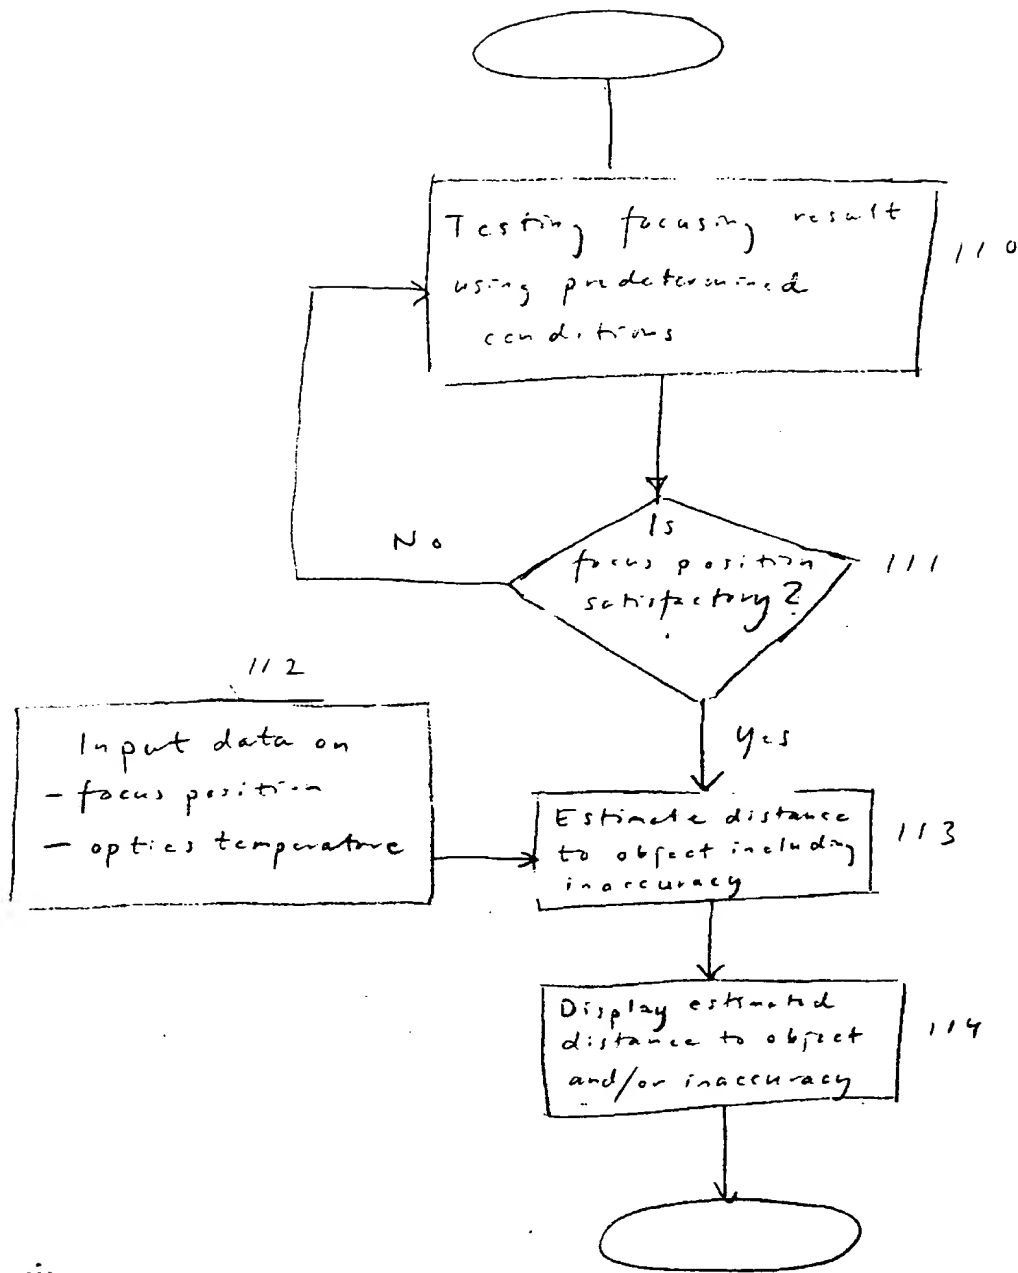 Testing focusing result
using predetermined
conditions
110
Is
focus position
satisfactory?
111
No
Yes
112
Input data on
- focus position
- optics temperature
Estimate distance
to object including
inaccuracy
113
Display estimated
distance to object
and/or inaccuracy
114